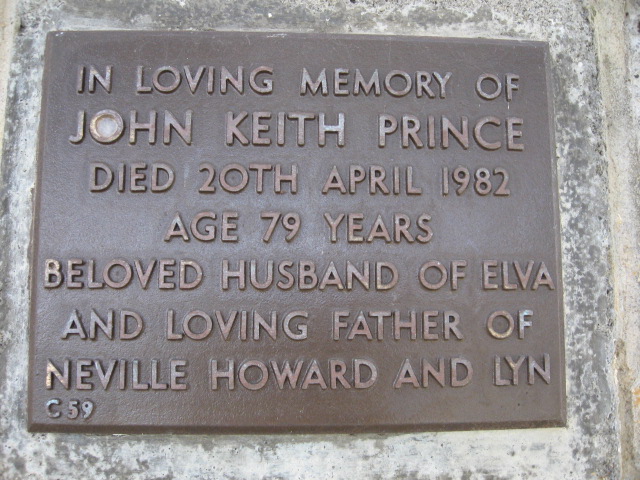 IN LOVING MEMORY OF
JOHN KEITH PRINCE
DIED 20TH APRIL 1982
AGE 79 YEARS
BELOVED HUSBAND OF ELVA
AND LOVING FATHER OF
NEVILLE HOWARD AND LYN
C59